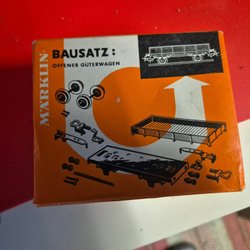 MÄRKLIN
BAUSATZ:
OFFENER GÜTERWAGEN